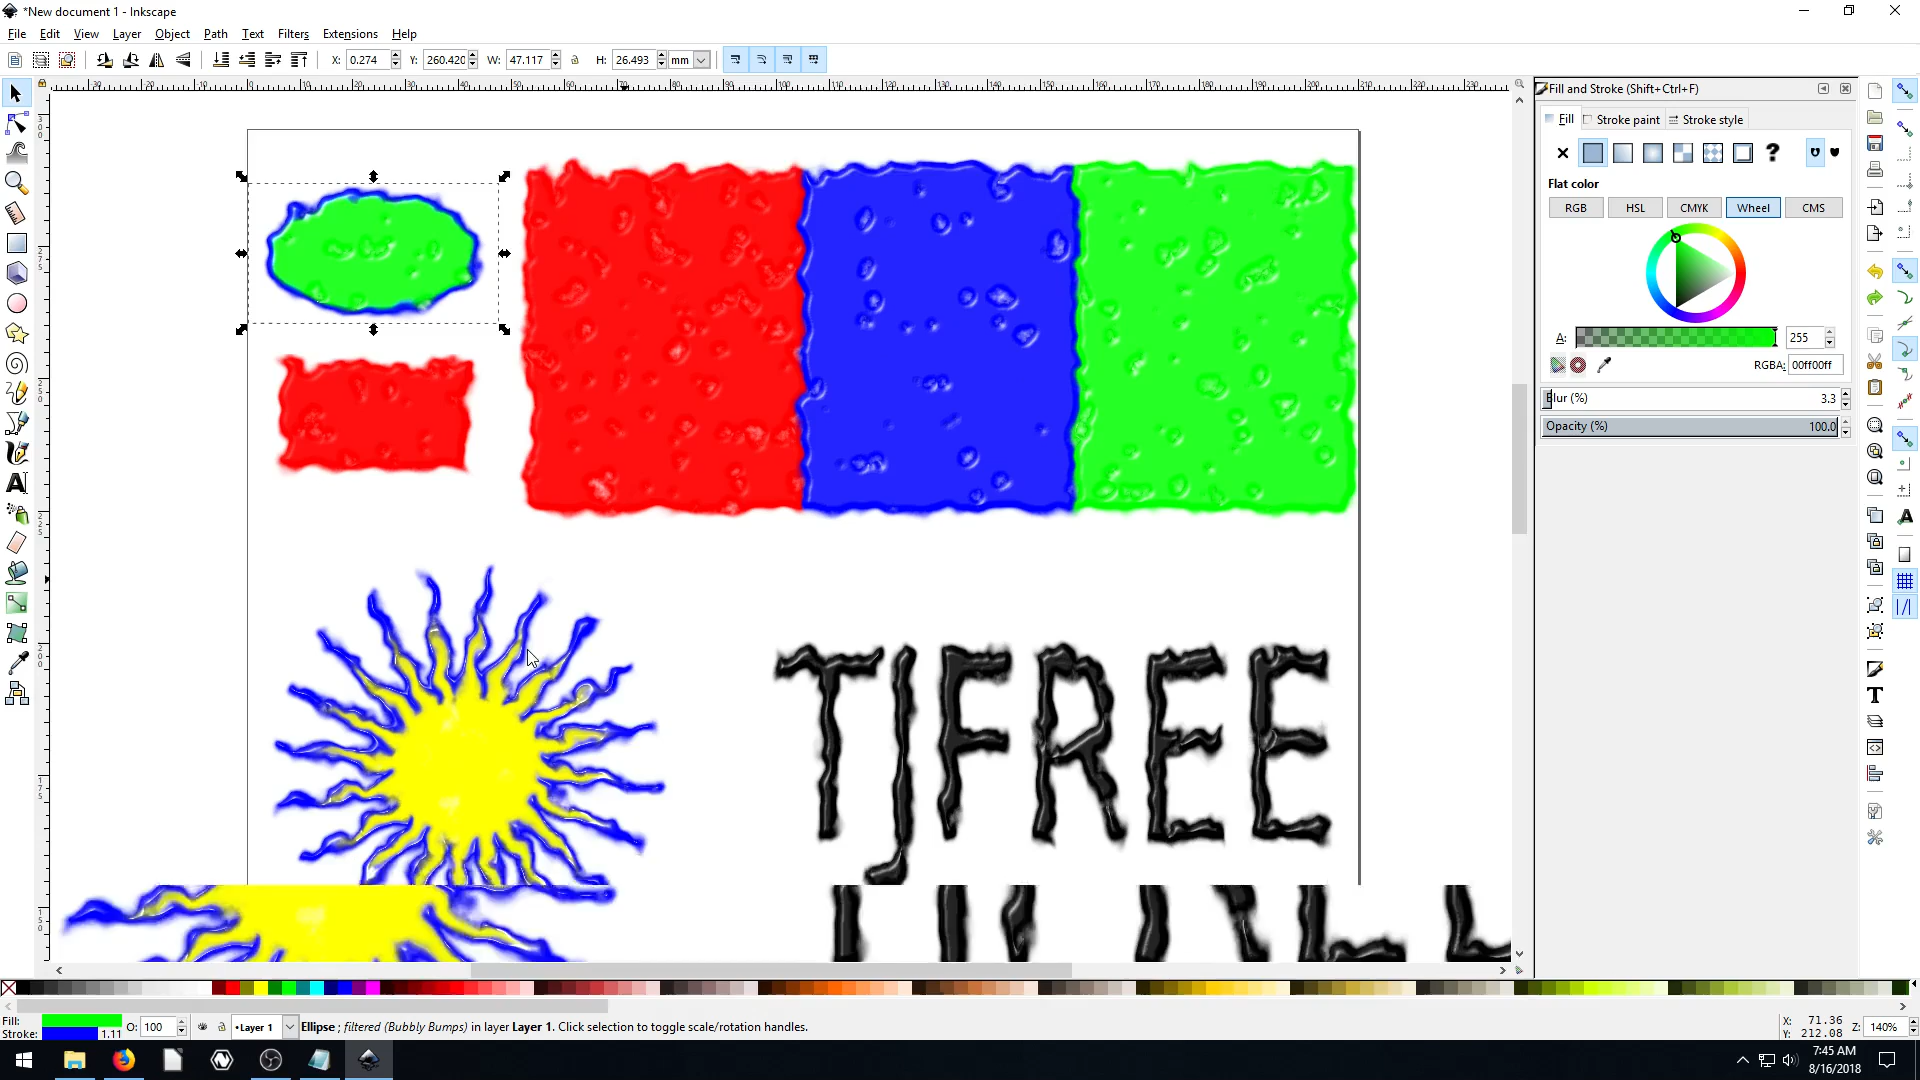 *New document 1 - Inkscape
File Edit View Layer Object Path Text Filters Extensions Help
X: 0.274 Y: 260.420 W: 47.117 H: 26.493 mm
Fill and Stroke (Shift+Ctrl+F)
Fill Stroke paint Stroke style
Flat color
RGB HSL CMYK Wheel CMS
A: 255
RGBA: 00ff00ff
Blur (%) 3.3
Opacity (%) 100.0
TJFREE
Fill:
Stroke: 1.11
O: 100
•Layer 1
Ellipse ; filtered (Bubbly Bumps) in layer Layer 1. Click selection to toggle scale/rotation handles.
X: 71.36
Y: 212.08
Z: 140%
7:45 AM
8/16/2018